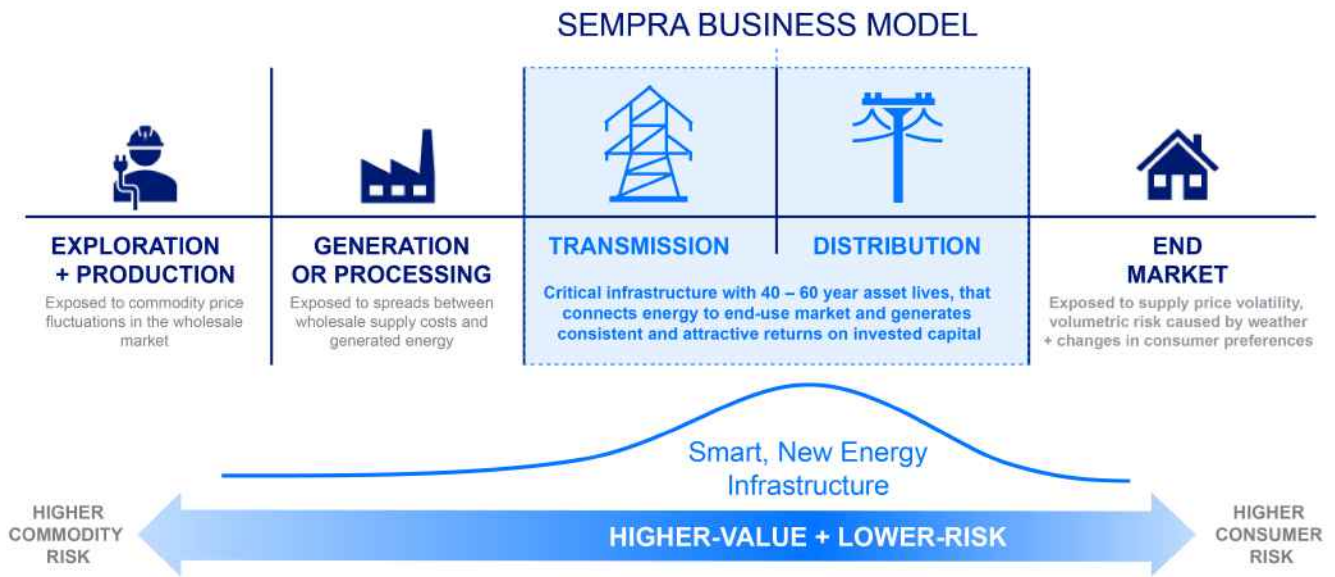 SEMPRA BUSINESS MODEL
EXPLORATION
+ PRODUCTION
Exposed to commodity price
fluctuations in the wholesale
market
GENERATION
OR PROCESSING
Exposed to spreads between
wholesale supply costs and
generated energy
TRANSMISSION
DISTRIBUTION
Critical infrastructure with 40 – 60 year asset lives, that
connects energy to end-use market and generates
consistent and attractive returns on invested capital
END
MARKET
Exposed to supply price volatility,
volumetric risk caused by weather
+ changes in consumer preferences
Smart, New Energy
Infrastructure
HIGHER
COMMODITY
RISK
HIGHER-VALUE + LOWER-RISK
HIGHER
CONSUMER
RISK